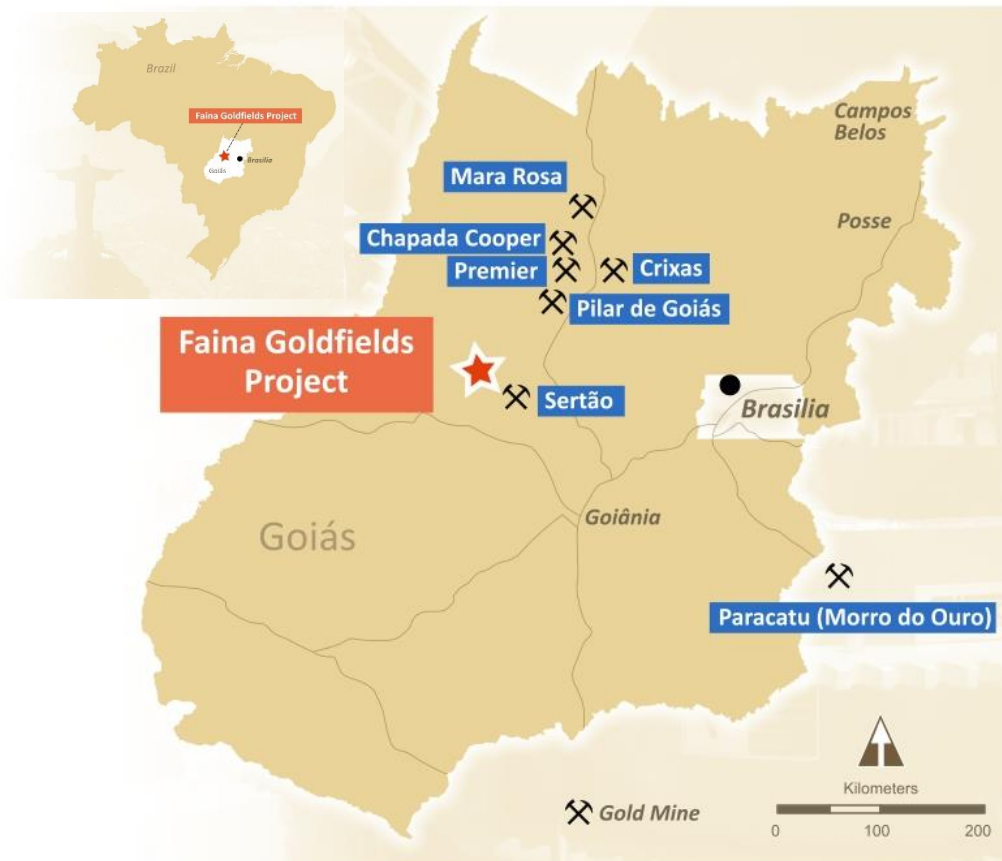 Brazil
Faina Goldfields Project
Brasilia
Goiás
Campos
Belos
Mara Rosa
Posse
Chapada Cooper
Premier
Crixas
Pilar de Goiás
Faina Goldfields
Project
Sertão
Brasilia
Goiânia
Goiás
Paracatu (Morro do Ouro)
Kilometers
Gold Mine
0 100 200